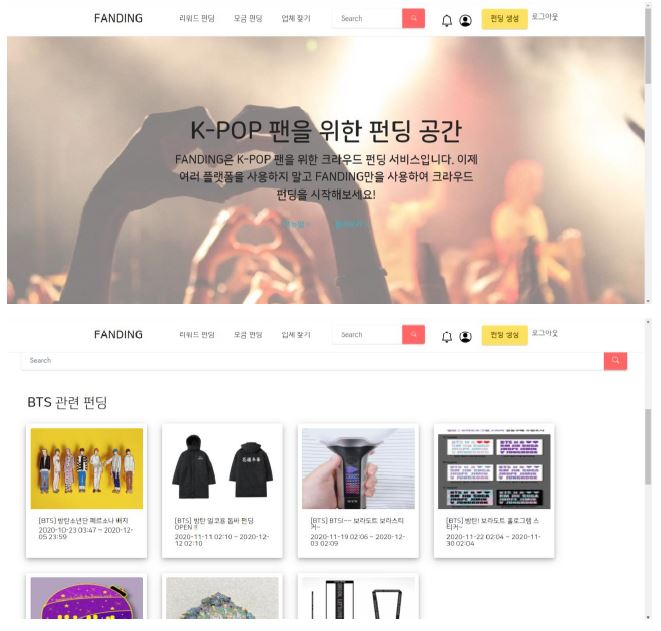 FANDING 리워드 펀딩 모금 펀딩 업체 찾기 Search 펀딩 생성 로그아웃
K-POP 팬을 위한 펀딩 공간
FANDING은 K-POP 팬을 위한 크라우드 펀딩 서비스입니다. 이제
여러 플랫폼을 사용하지 말고 FANDING만을 사용하여 크라우드
펀딩을 시작해보세요!
FANDING 리워드 펀딩 모금 펀딩 업체 찾기 Search 펀딩 생성 로그아웃
Search
BTS 관련 펀딩
[BTS] 방탄소년단 페르소나 뱃지
2020-10-23 03:47 ~ 2020-12-
05 23:59
[BTS] 방탄 일코용 돕바 펀딩
OPEN !!
2020-11-11 02:10 ~ 2020-12-
12 02:10
[BTS] BTS!~~ 보라도트 보라스티
커~
2020-11-19 02:06 ~ 2020-12-
03 02:09
[BTS] 방탄! 보라도트 홀로그램 스
티커~
2020-11-22 02:04 ~ 2020-11-
30 02:04